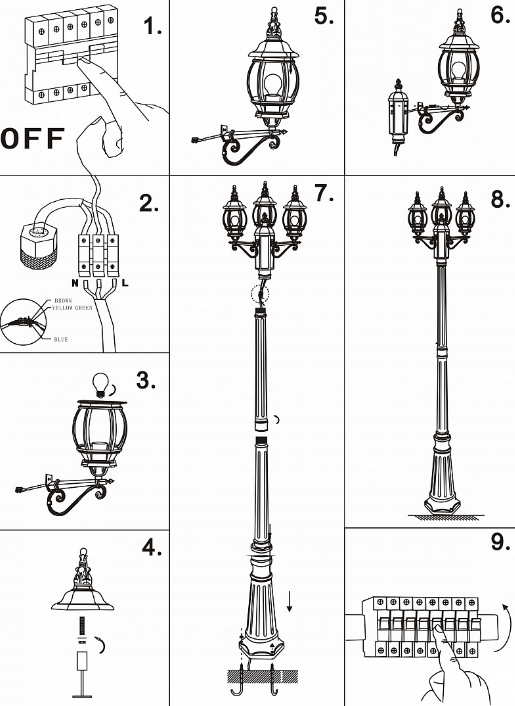 1.
OFF
2.
N L
BROWN
YELLOW GREEN
BLUE
3.
4.
5.
6.
7.
8.
9.